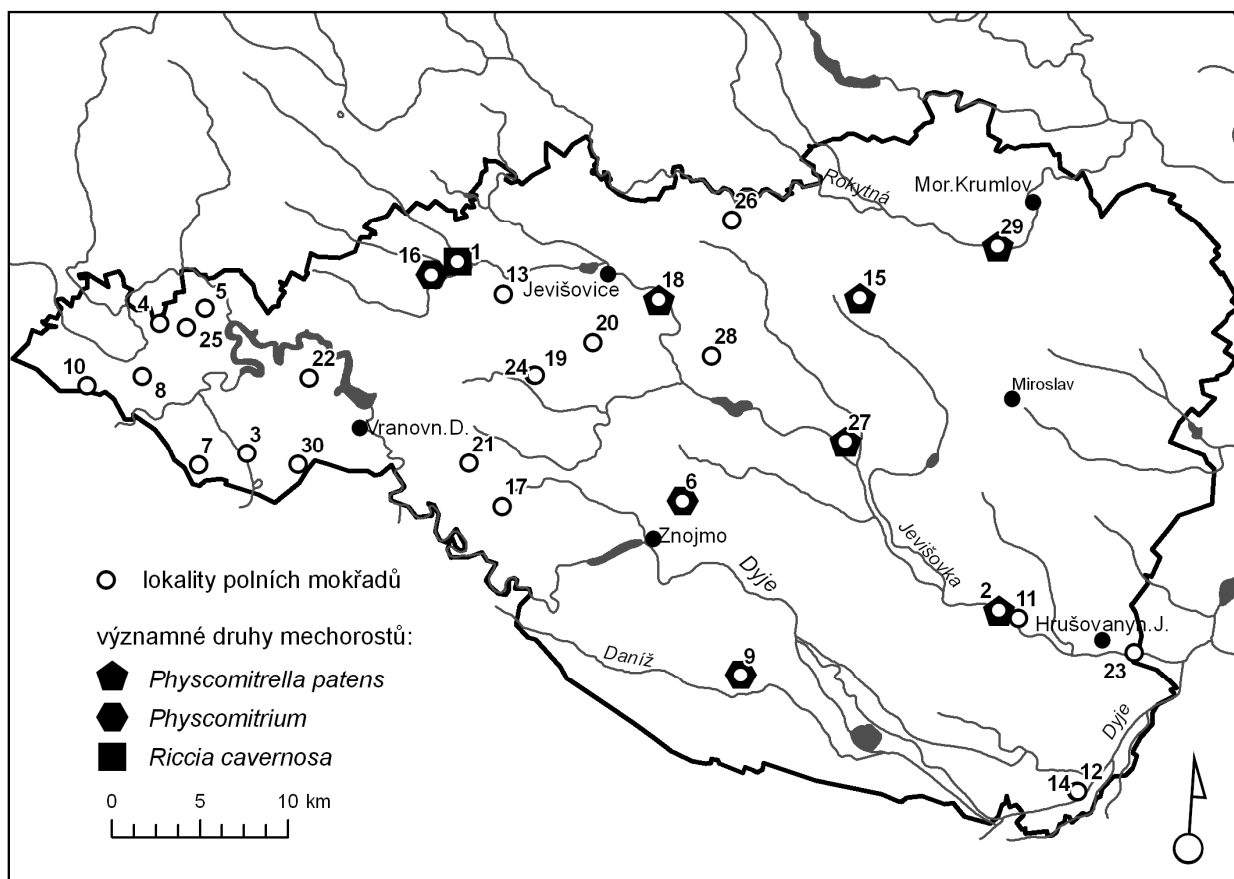 26
Rokytná
Mor.Krumlov
29
16
1
13
Jevišovice
18
15
4
5
25
20
28
22
24
19
10
8
Miroslav
Vranovn.D.
27
7
3
30
21
17
6
Znojmo
Dyje
Jevišovka
2
11
Hrušovanyn.J.
23
Daníž
9
Dyje
14
12
lokality polních mokřadů
významné druhy mechorostů:
Physcomitrella patens
Physcomitrium
Riccia cavernosa
0 5 10 km